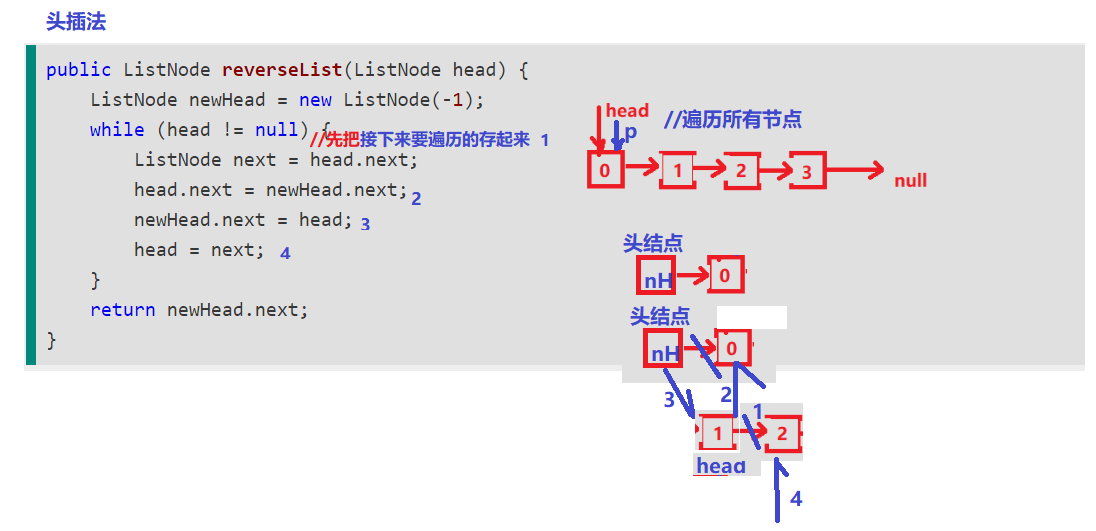 头插法
public ListNode reverseList(ListNode head) {
ListNode newHead = new ListNode(-1);
while (head != null) {
//先把接下来要遍历的存起来 1
ListNode next = head.next;
head.next = newHead.next; 2
newHead.next = head; 3
head = next; 4
}
return newHead.next;
}
head
p
//遍历所有节点
0 1 2 3 null
头结点
nH 0
头结点
nH 0
3 2 1
1 2
head
4